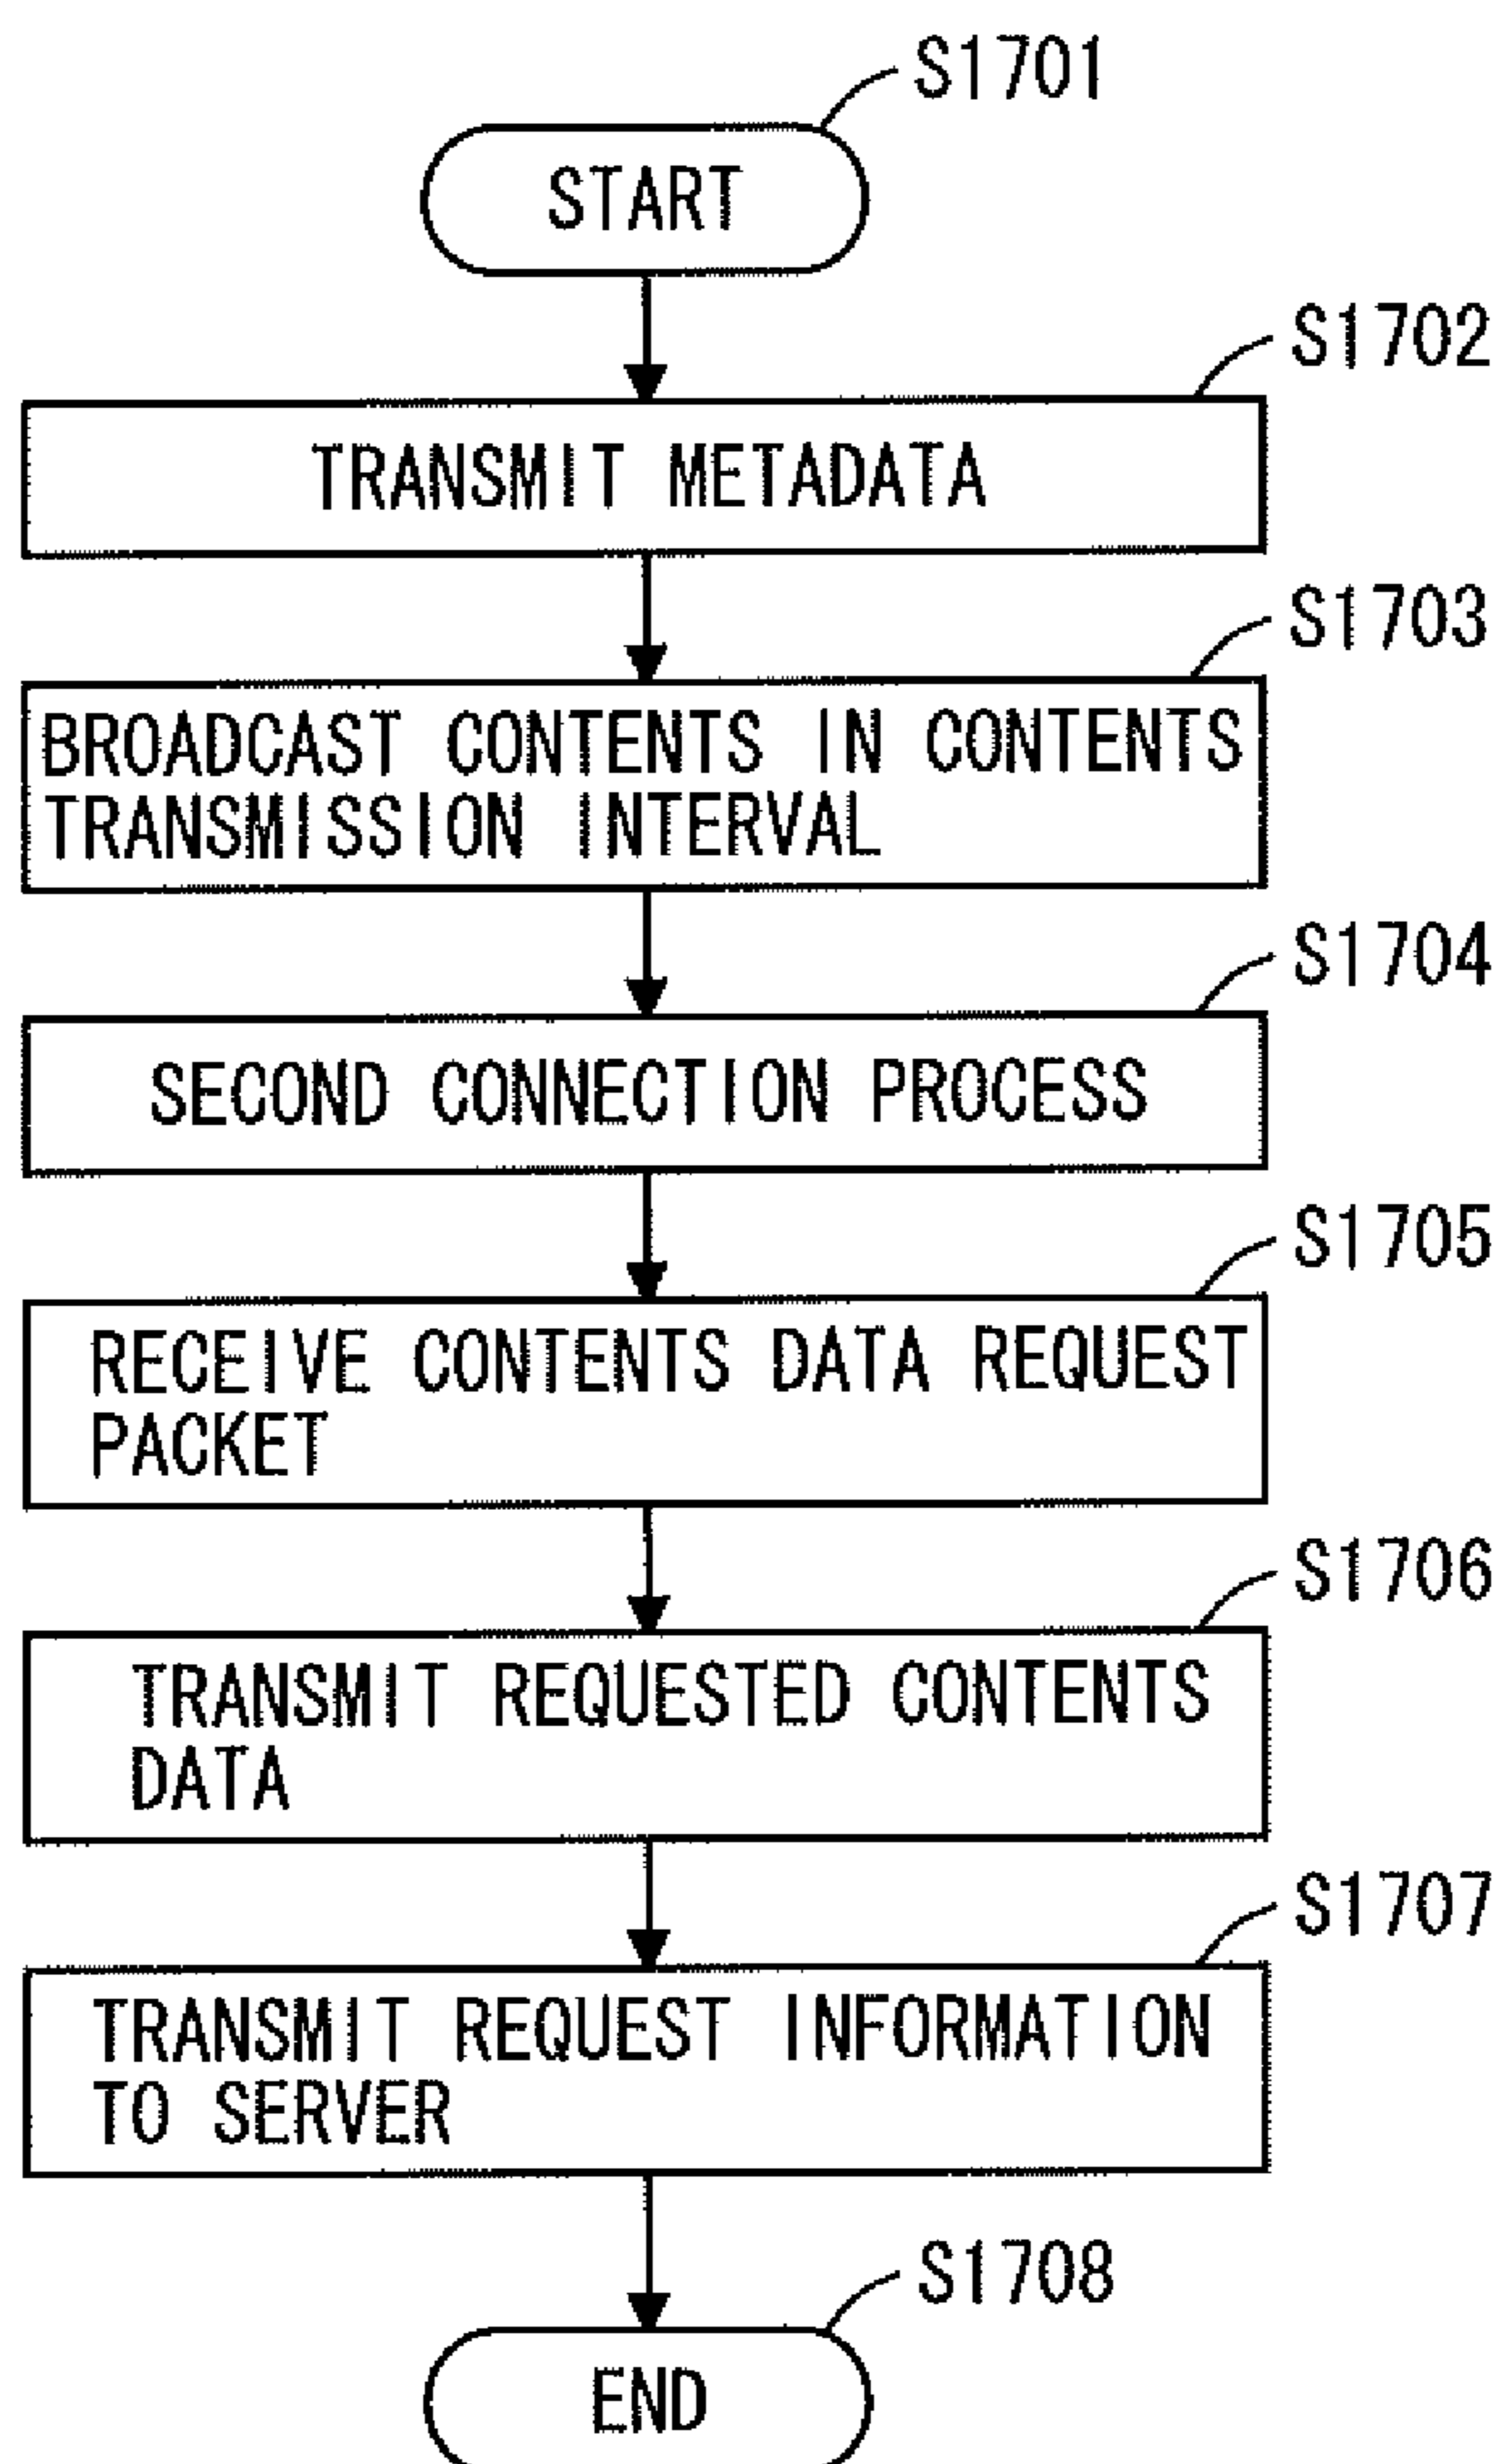 S1701
START
S1702
TRANSMIT METADATA
S1703
BROADCAST CONTENTS IN CONTENTS
TRANSMISSION INTERVAL
S1704
SECOND CONNECTION PROCESS
S1705
RECEIVE CONTENTS DATA REQUEST
PACKET
S1706
TRANSMIT REQUESTED CONTENTS
DATA
S1707
TRANSMIT REQUEST INFORMATION
TO SERVER
S1708
END